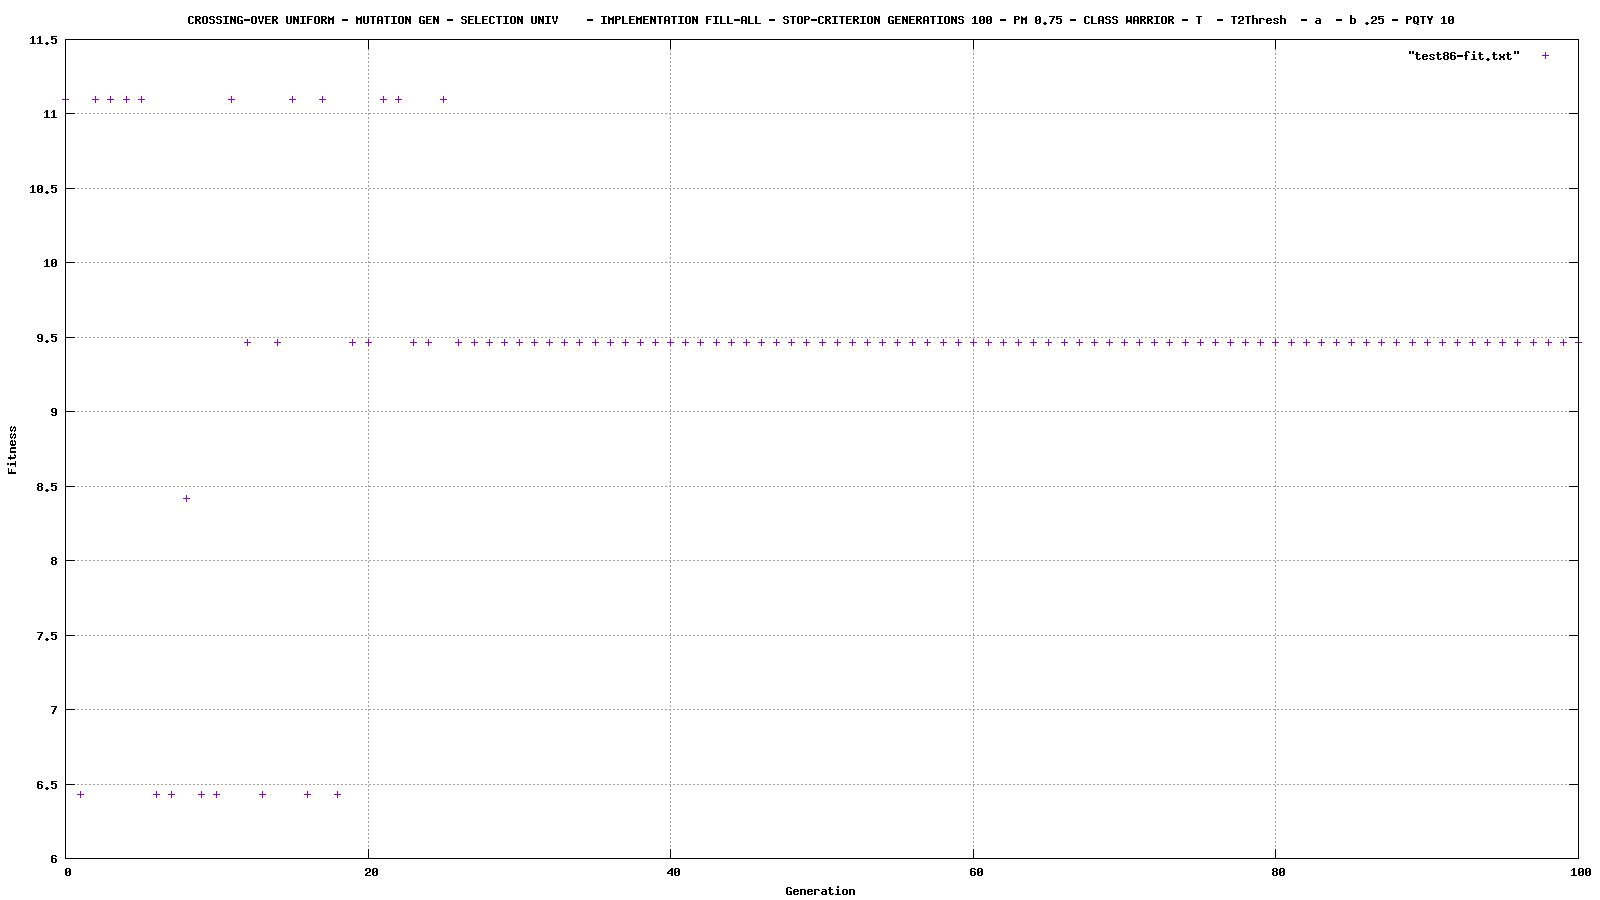 CROSSING-OVER UNIFORM - MUTATION GEN - SELECTION UNIV    - IMPLEMENTATION FILL-ALL - STOP-CRITERION GENERATIONS 100 - PM 0.75 - CLASS WARRIOR - T  - T2Thresh  - a  - b .25 - PQTY 10
"test86-fit.txt"
11.5
11
10.5
10
9.5
9
8.5
8
7.5
7
6.5
6
Fitness
0 20 40 60 80 100
Generation